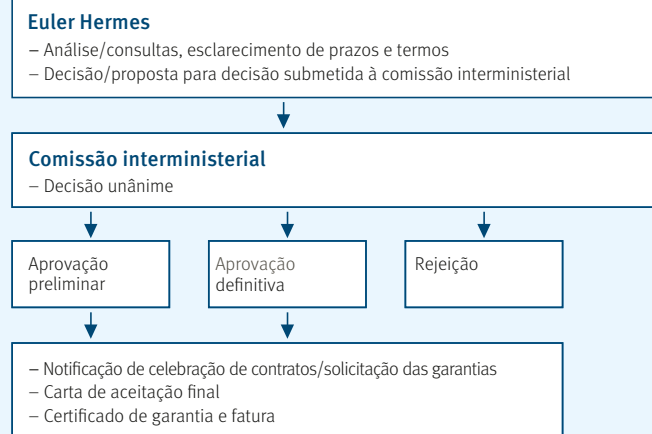 Euler Hermes
– Análise/consultas, esclarecimento de prazos e termos
– Decisão/proposta para decisão submetida à comissão interministerial
Comissão interministerial
– Decisão unânime
Aprovação
preliminar
Aprovação
definitiva
Rejeição
– Notificação de celebração de contratos/solicitação das garantias
– Carta de aceitação final
– Certificado de garantia e fatura